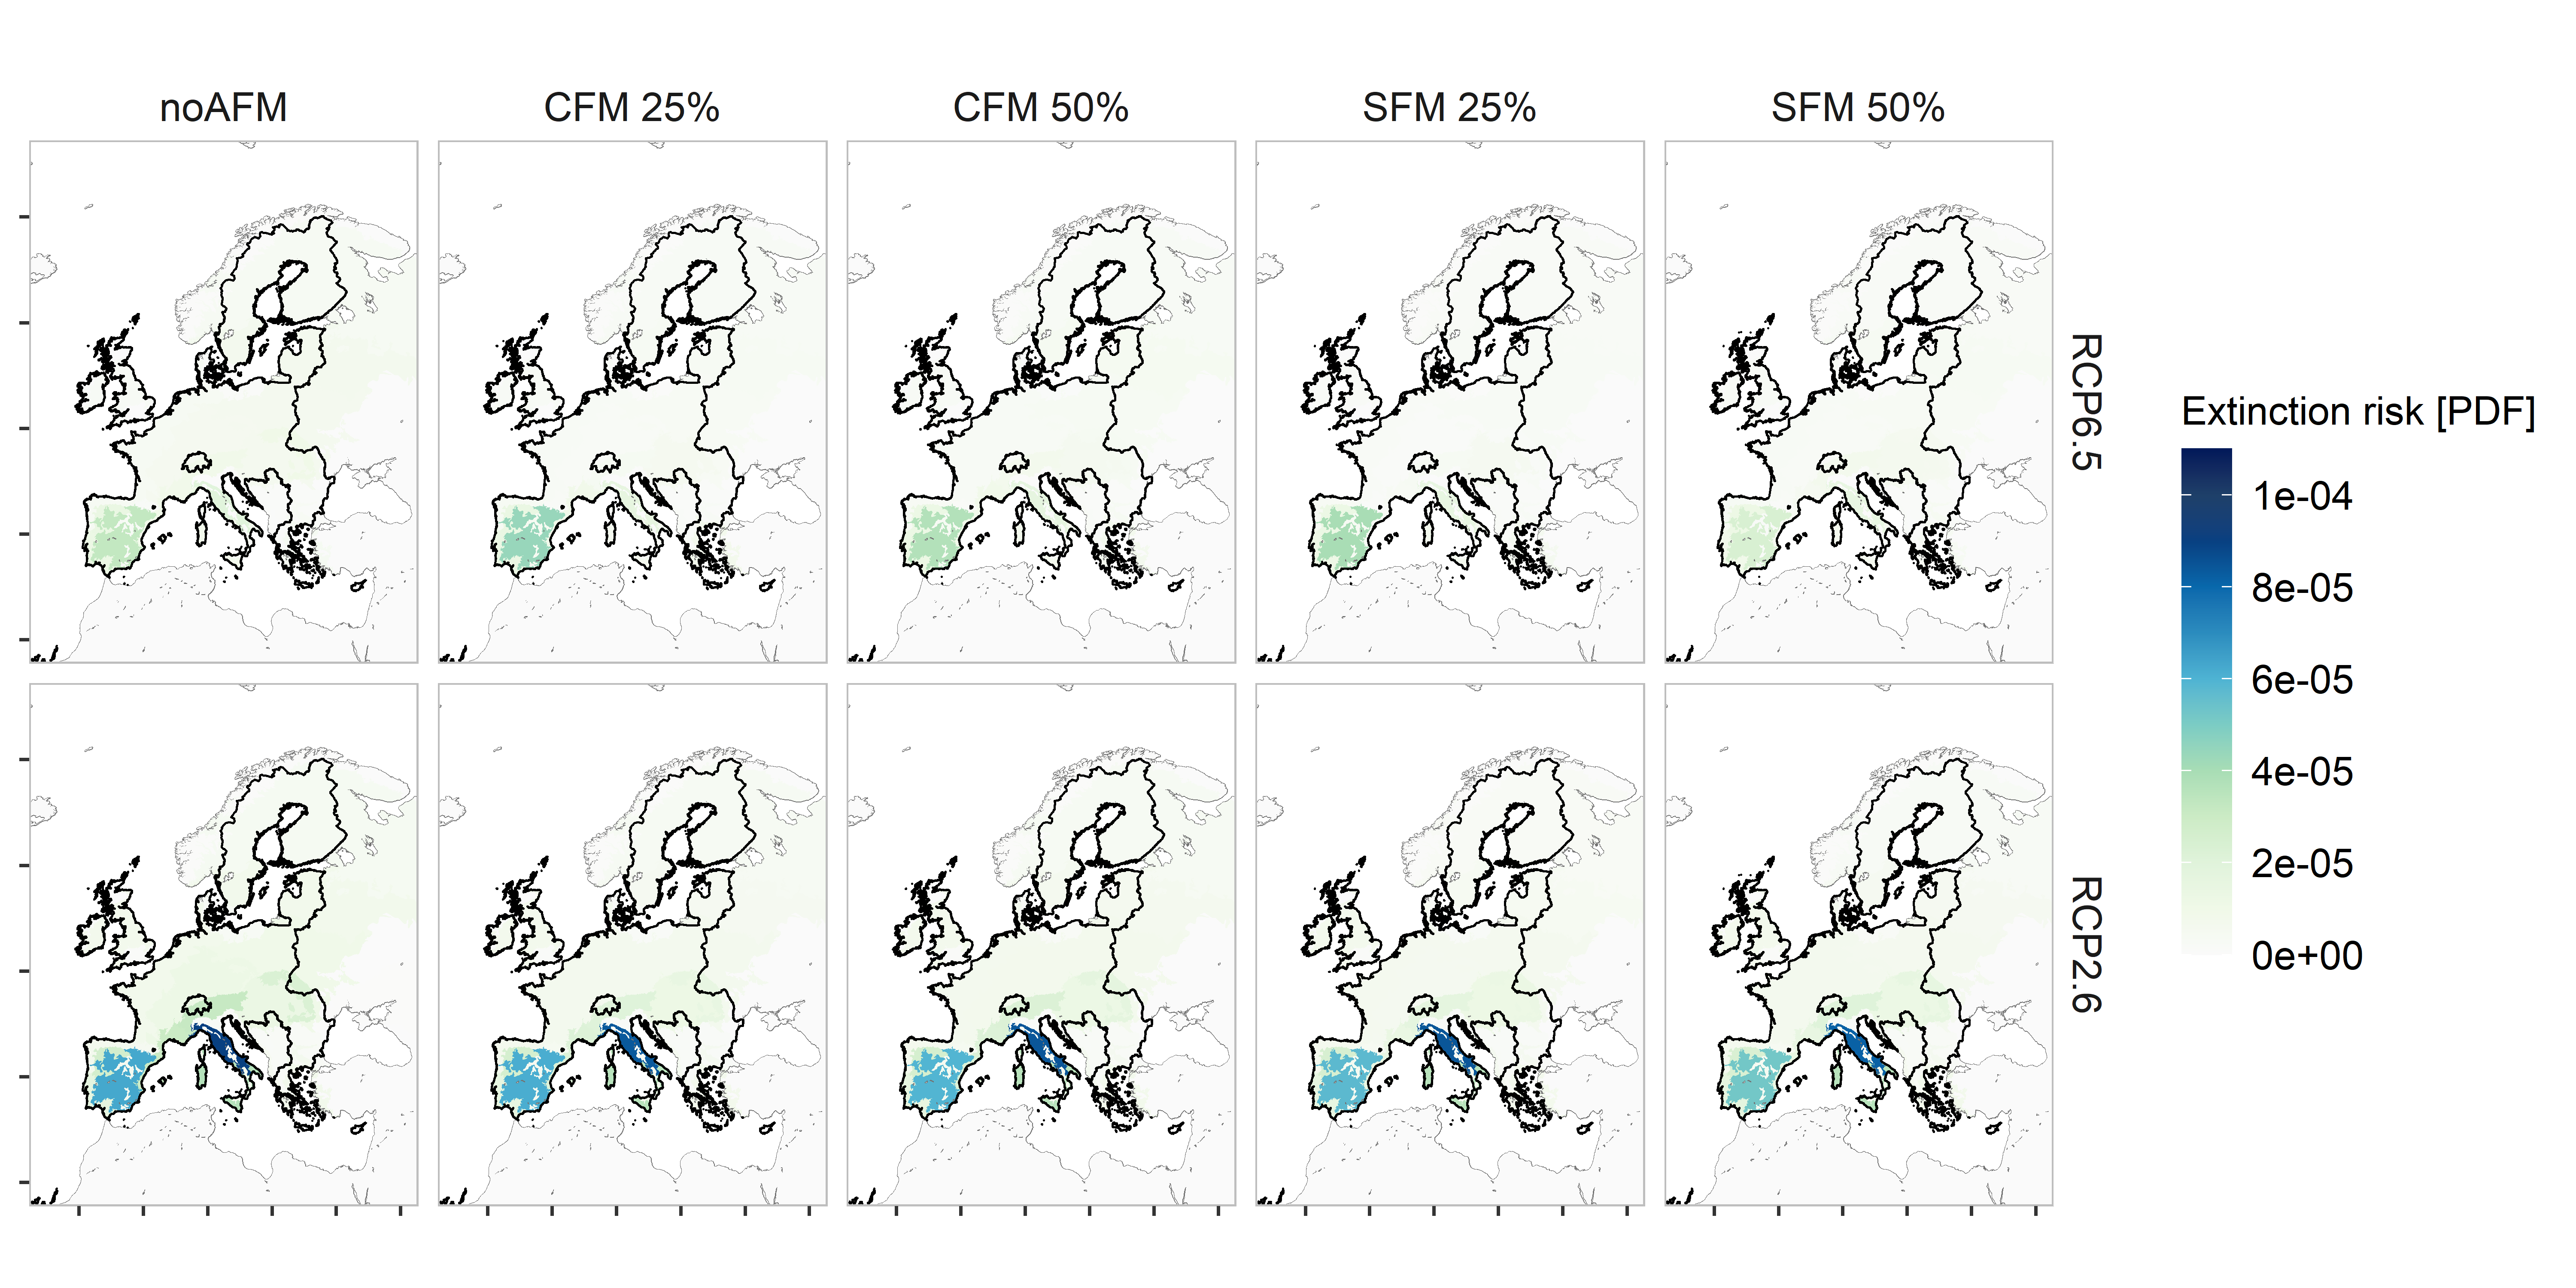 noAFM
CFM 25%
CFM 50%
SFM 25%
SFM 50%
RCP6.5
RCP2.6
Extinction risk [PDF]
1e-04
8e-05
6e-05
4e-05
2e-05
0e+00